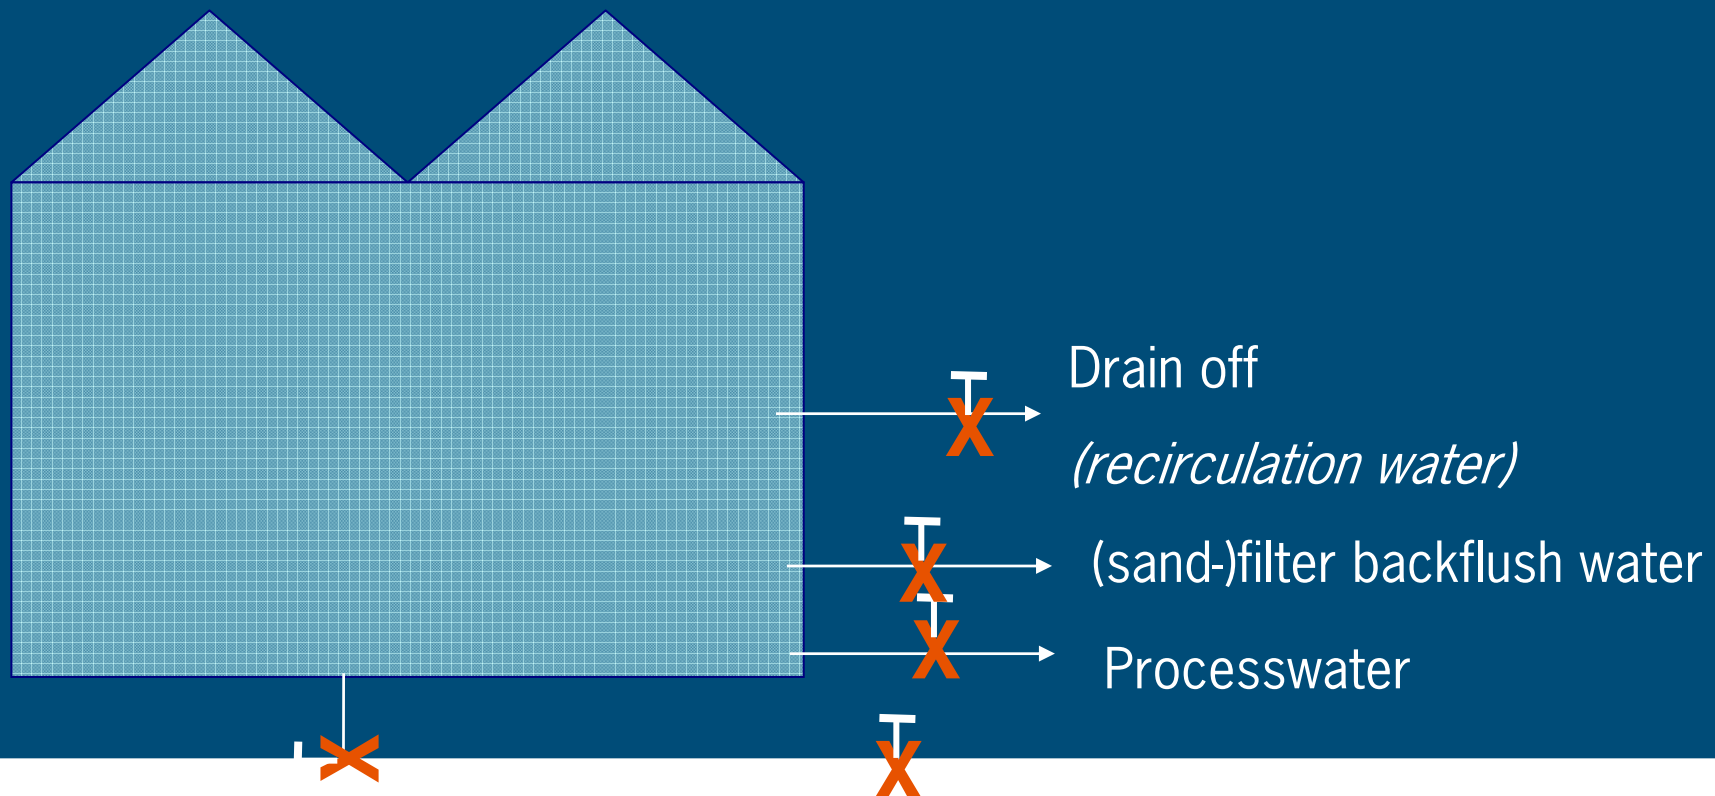 Drain off
(recirculation water)
(sand-)filter backflush water
Processwater